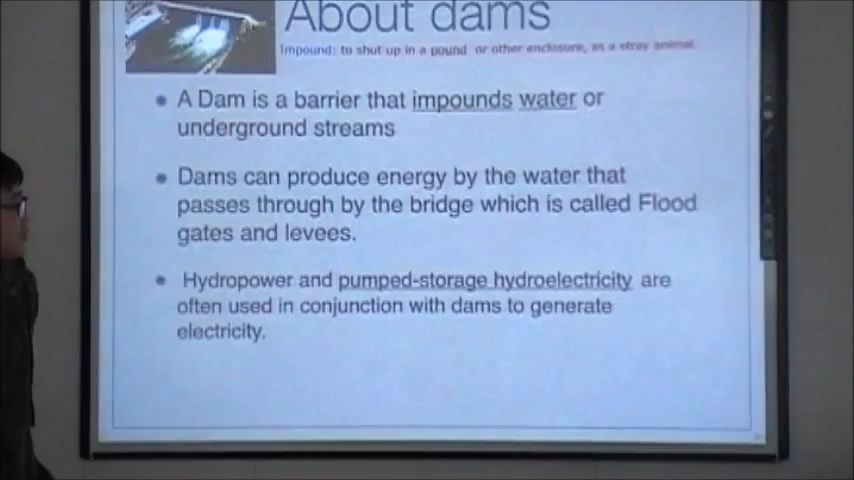 About dams
Impound: to shut up in a pound or other enclosure, as a stray animal.
A Dam is a barrier that impounds water or
underground streams
Dams can produce energy by the water that
passes through by the bridge which is called Flood
gates and levees.
Hydropower and pumped-storage hydroelectricity are
often used in conjunction with dams to generate
electricity.